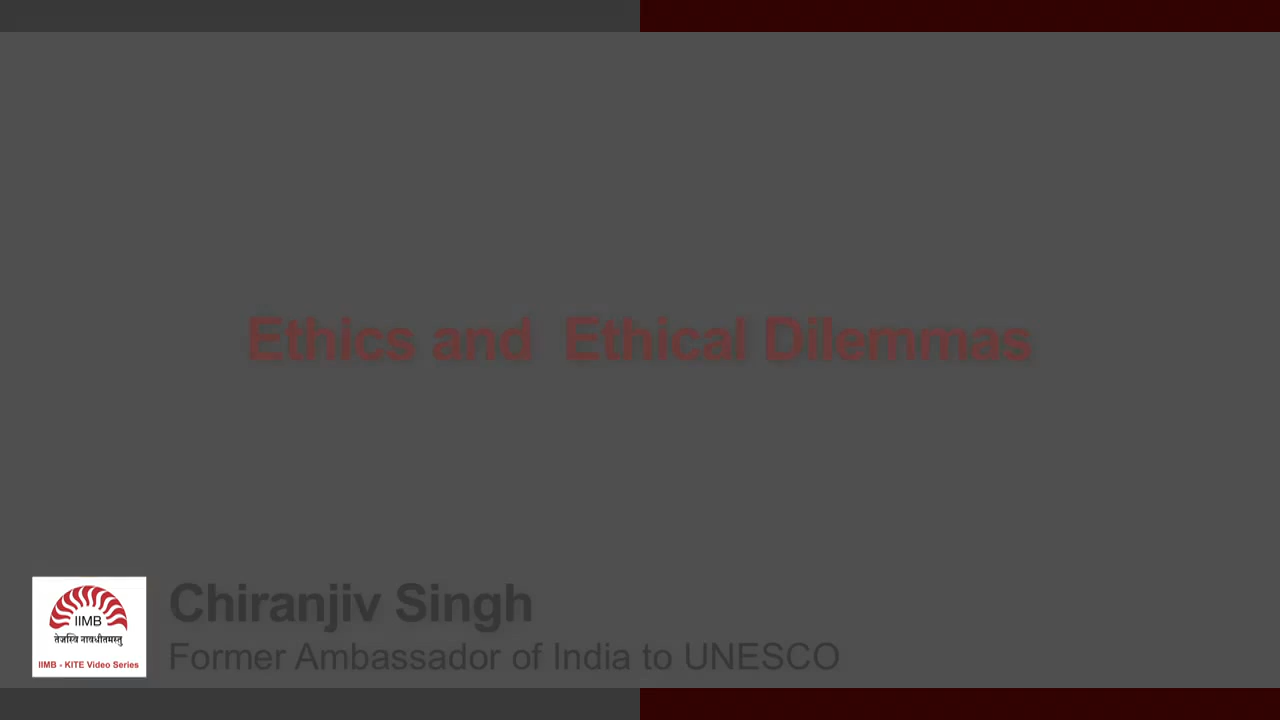 Ethics and  Ethical Dilemmas
Chiranjiv Singh
Former Ambassador of India to UNESCO
IIMB
तेजस्वि नावधीतमस्तु
IIMB - KITE Video Series